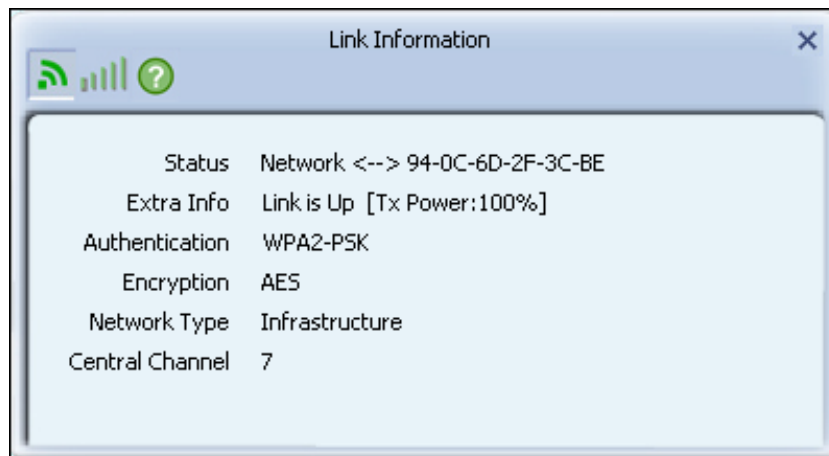 Link Information
Status Network <--> 94-0C-6D-2F-3C-BE
Extra Info Link is Up [Tx Power:100%]
Authentication WPA2-PSK
Encryption AES
Network Type Infrastructure
Central Channel 7